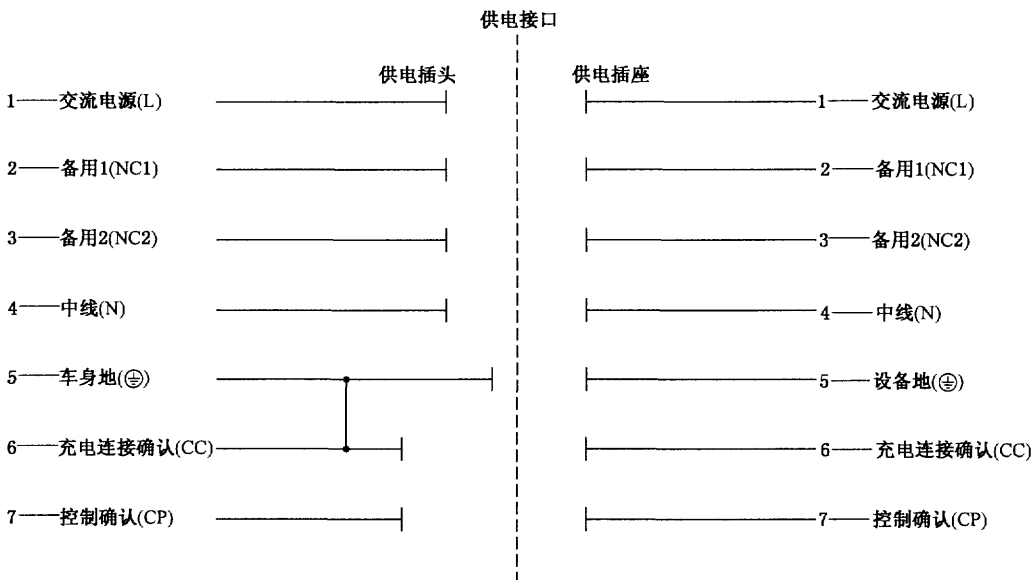 供电接口
供电插头 供电插座
1——交流电源(L) 1——交流电源(L)
2——备用1(NC1) 2——备用1(NC1)
3——备用2(NC2) 3——备用2(NC2)
4——中线(N) 4——中线(N)
5——车身地(⏚) 5——设备地(⏚)
6——充电连接确认(CC) 6——充电连接确认(CC)
7——控制确认(CP) 7——控制确认(CP)